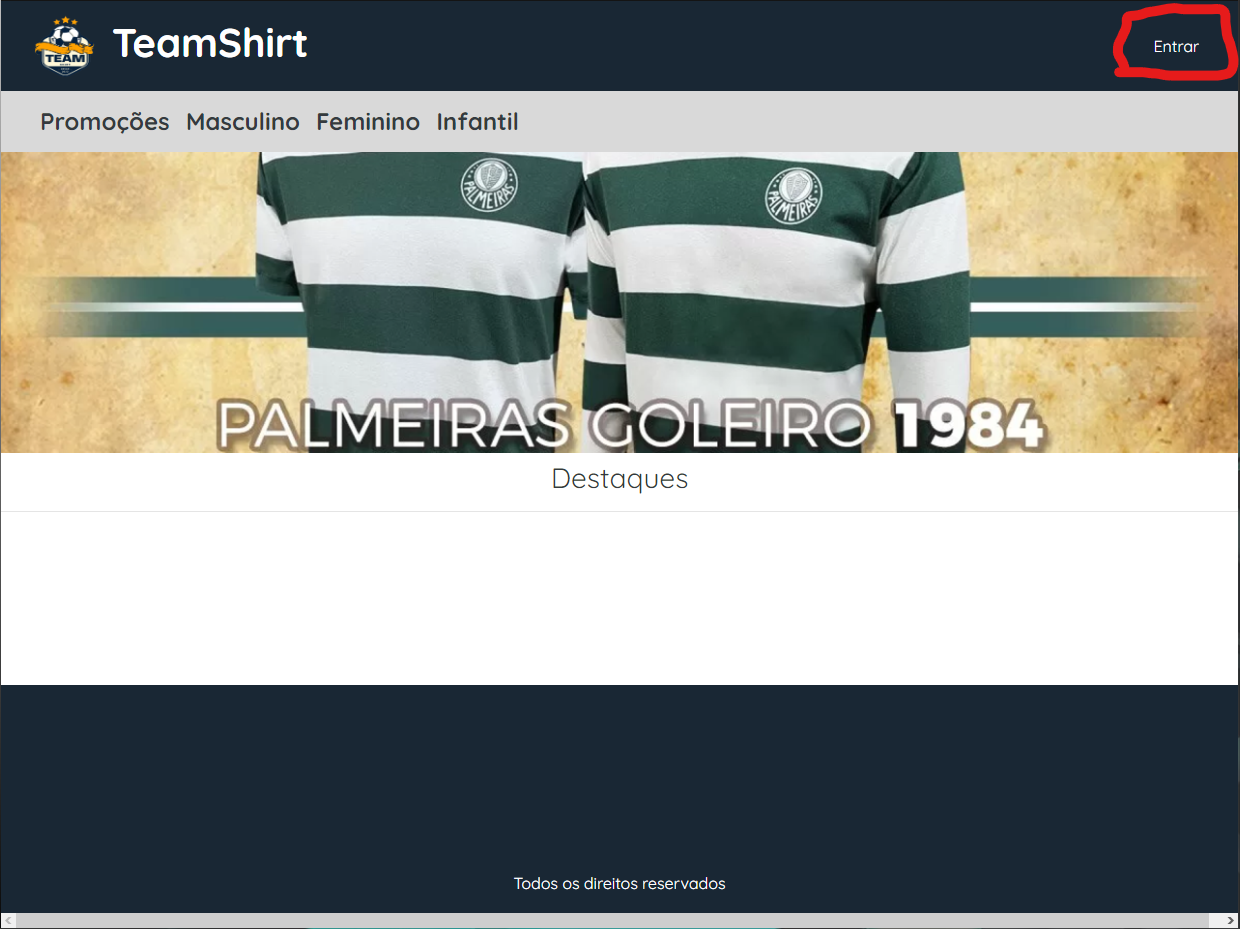 TEAM
TeamShirt
Entrar
Promoções Masculino Feminino Infantil
PALMEIRAS
PALMEIRAS
PALMEIRAS GOLEIRO 1984
Destaques
Todos os direitos reservados